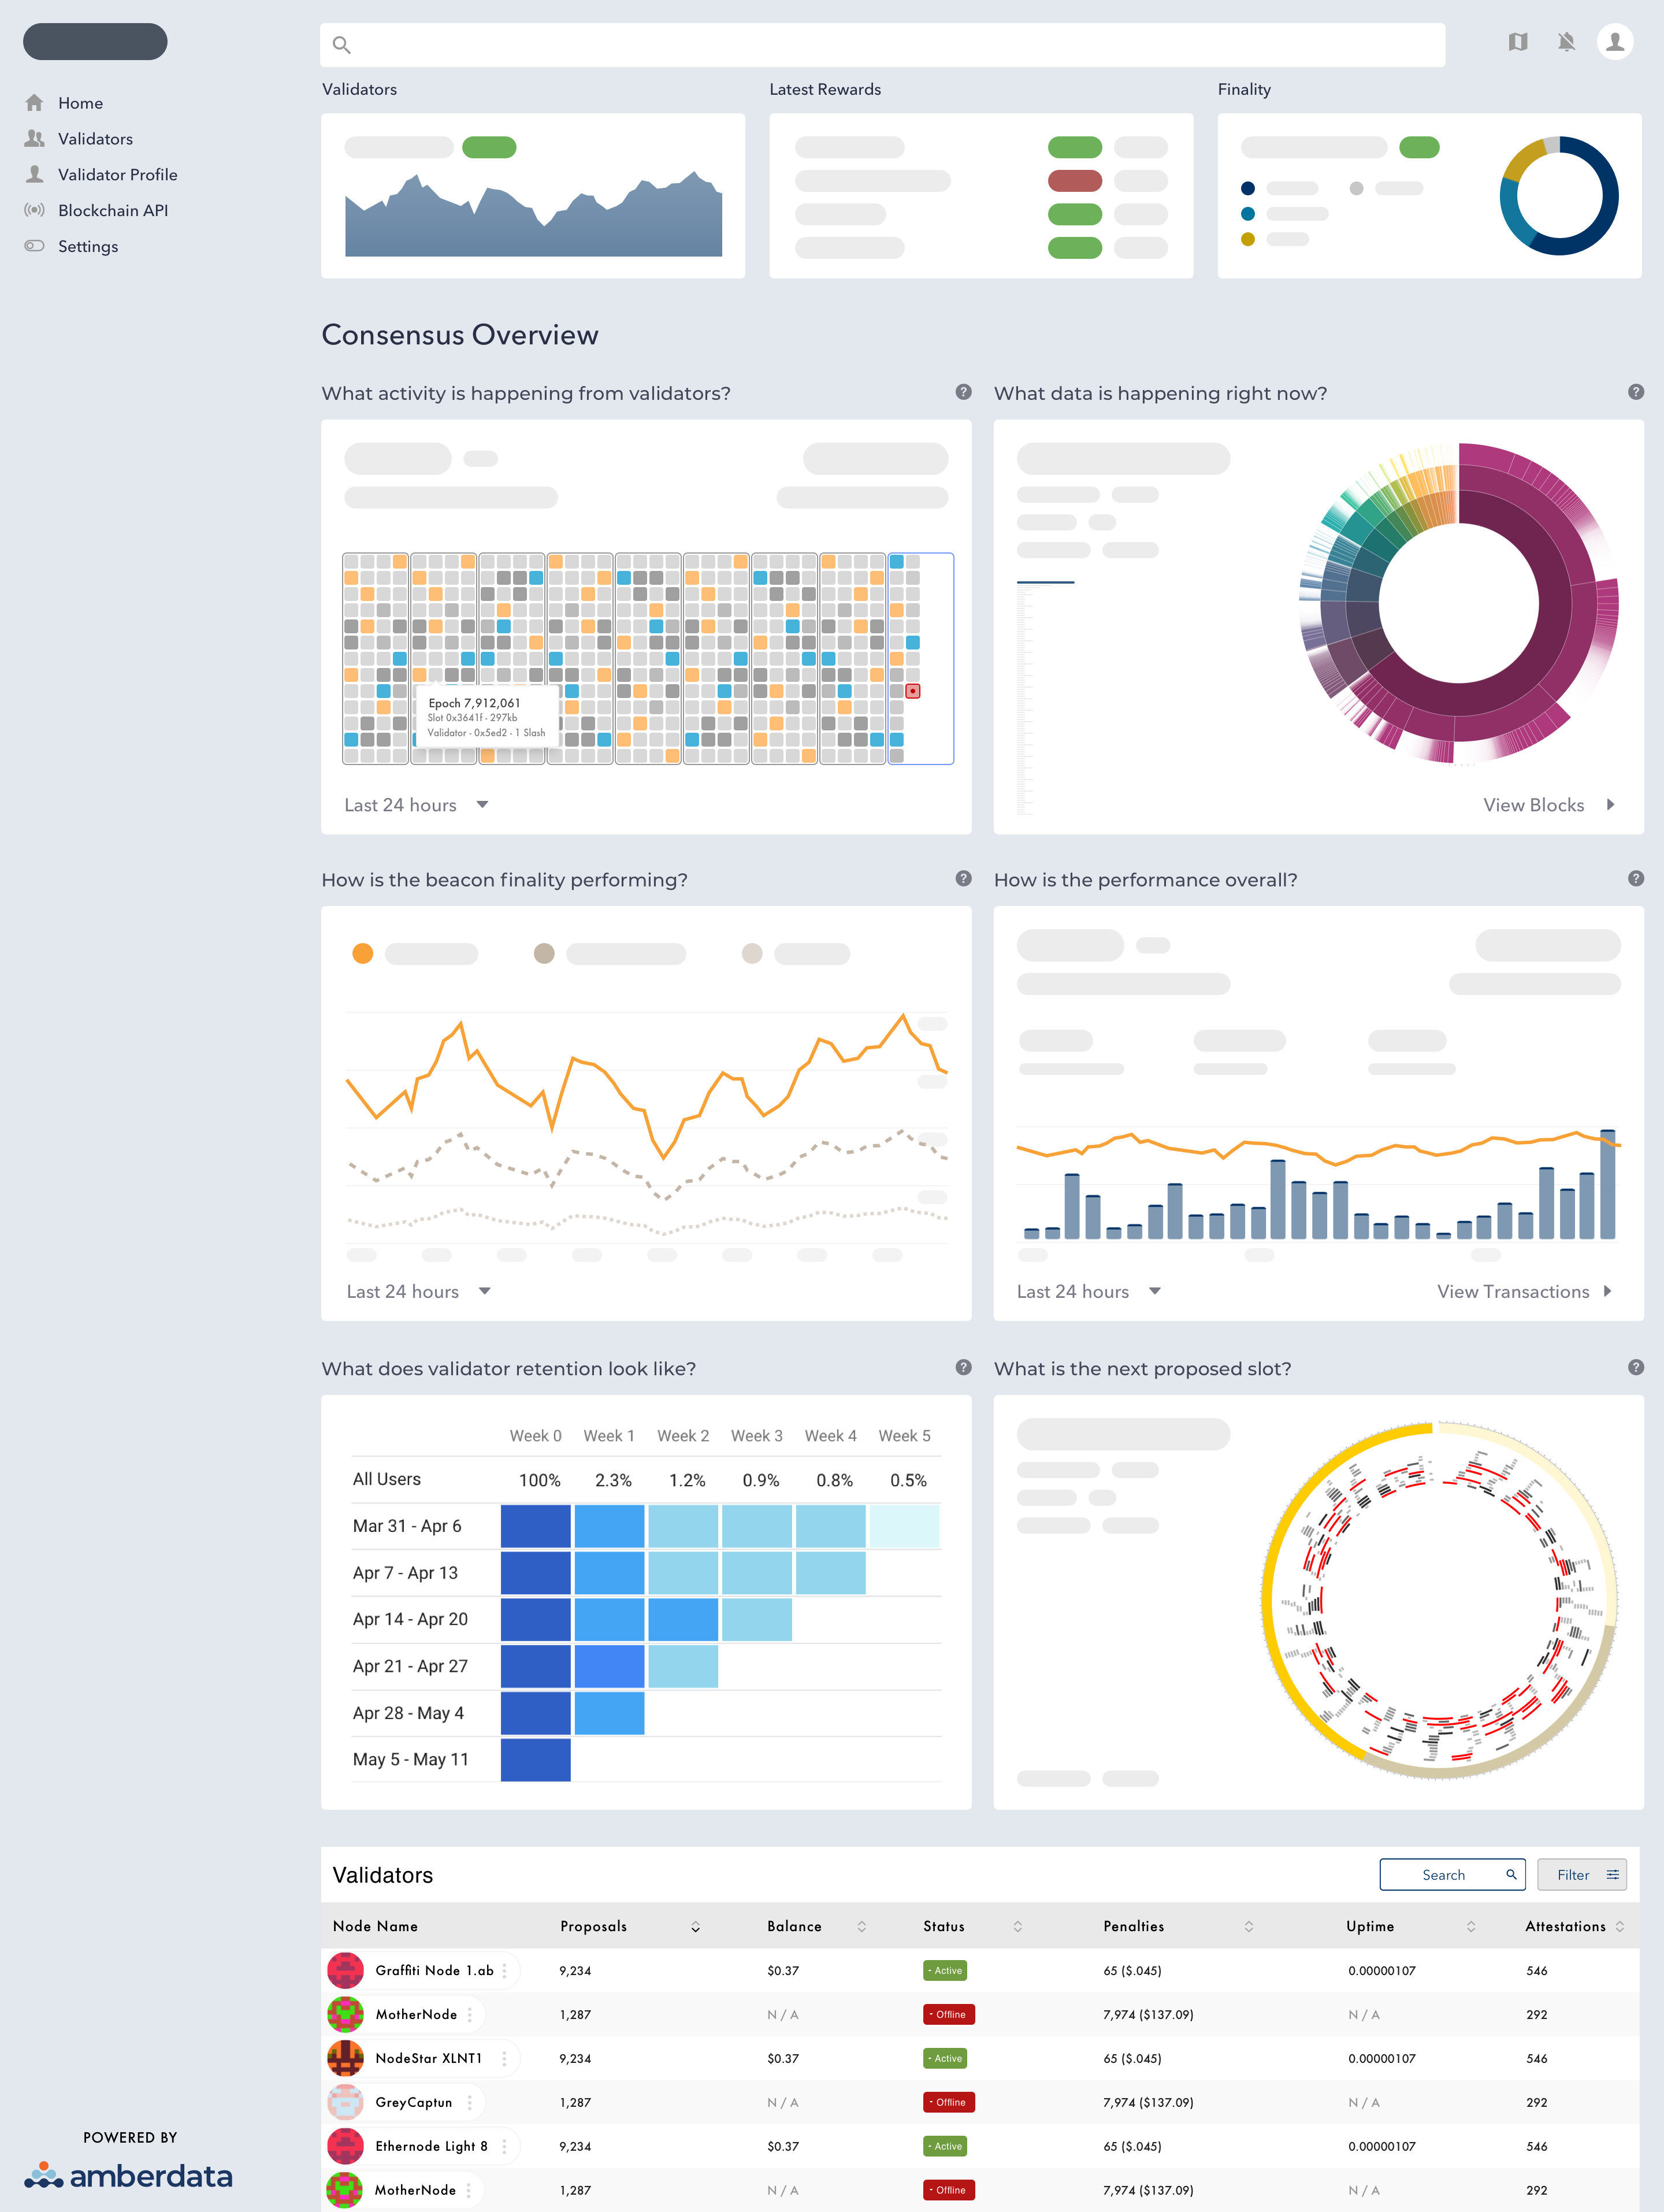 Home
Validators
Validator Profile
Blockchain API
Settings
Validators
Latest Rewards
Finality
Consensus Overview
What activity is happening from validators?
What data is happening right now?
Epoch 7,912,061
Slot 0x3641f - 297kb
Validator - 0x5ed2 - 1 Slash
Last 24 hours
View Blocks
How is the beacon finality performing?
How is the performance overall?
Last 24 hours
Last 24 hours
View Transactions
What does validator retention look like?
What is the next proposed slot?
Week 0 Week 1 Week 2 Week 3 Week 4 Week 5
All Users 100% 2.3% 1.2% 0.9% 0.8% 0.5%
Mar 31 - Apr 6
Apr 7 - Apr 13
Apr 14 - Apr 20
Apr 21 - Apr 27
Apr 28 - May 4
May 5 - May 11
Validators
Search
Filter
Node Name Proposals Balance Status Penalties Uptime Attestations
Graffiti Node 1.ab 9,234 $0.37 - Active 65 ($.045) 0.00000107 546
MotherNode 1,287 N / A - Offline 7,974 ($137.09) N / A 292
NodeStar XLNT1 9,234 $0.37 - Active 65 ($.045) 0.00000107 546
GreyCaptun 1,287 N / A - Offline 7,974 ($137.09) N / A 292
Ethernode Light 8 9,234 $0.37 - Active 65 ($.045) 0.00000107 546
MotherNode 1,287 N / A - Offline 7,974 ($137.09) N / A 292
POWERED BY
amberdata